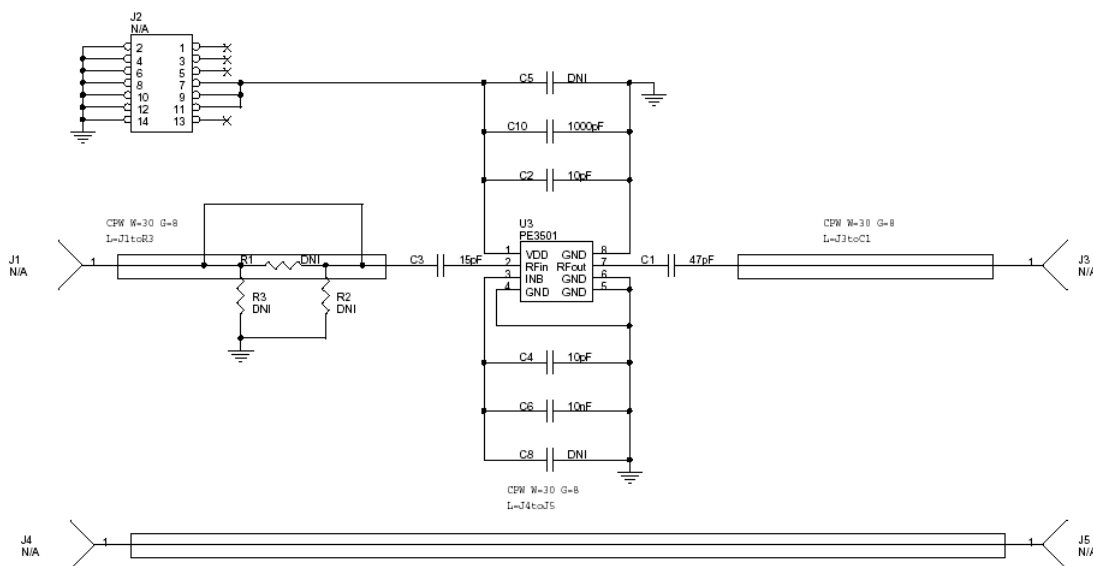 J2
N/A
2 1
4 3
6 5
8 7
10 9
12 11
14 13
C5 DNI
C10 1000pF
C2 10pF
CPW W=30 G=8
L=J1toR3
U3
PE3501
CPW W=30 G=8
L=J3toC1
J1
N/A
1
R1 DNI
C3 15pF
1 VDD GND 8
2 RFin RFout 7
3 INB GND 6
4 GND GND 5
C1 47pF
1
J3
N/A
R3
DNI
R2
DNI
C4 10pF
C6 10nF
C8 DNI
CPW W=30 G=8
L=J4toJ5
J4
N/A
1
1
J5
N/A